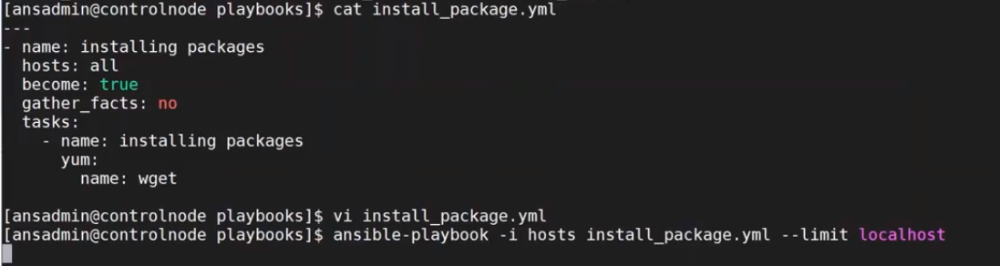 [ansadmin@controlnode playbooks]$ cat install_package.yml
---
- name: installing packages
  hosts: all
  become: true
  gather_facts: no
  tasks:
    - name: installing packages
      yum:
        name: wget
[ansadmin@controlnode playbooks]$ vi install_package.yml
[ansadmin@controlnode playbooks]$ ansible-playbook -i hosts install_package.yml --limit localhost